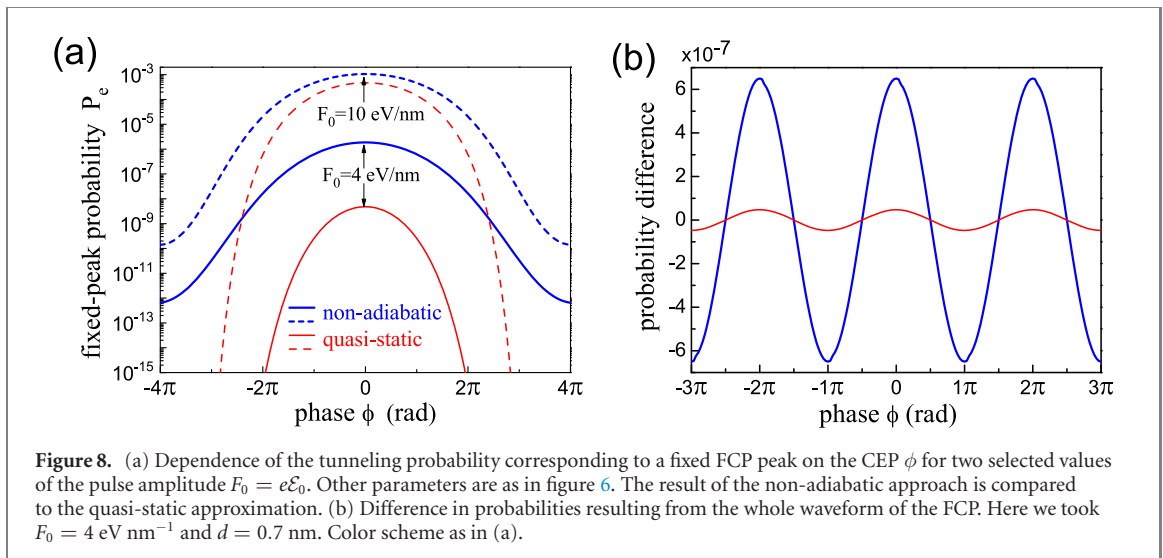 (a)
fixed-peak probability P_e
10^-3
10^-5
10^-7
10^-9
10^-11
10^-13
10^-15
F_0=10 eV/nm
F_0=4 eV/nm
non-adiabatic
quasi-static
-4π -2π 0 2π 4π
phase ϕ (rad)
(b)
×10^-7
probability difference
6
4
2
0
-2
-4
-6
-3π -2π -1π 0 1π 2π 3π
phase ϕ (rad)
Figure 8. (a) Dependence of the tunneling probability corresponding to a fixed FCP peak on the CEP ϕ for two selected values
of the pulse amplitude F_0 = eℰ_0. Other parameters are as in figure 6. The result of the non-adiabatic approach is compared
to the quasi-static approximation. (b) Difference in probabilities resulting from the whole waveform of the FCP. Here we took
F_0 = 4 eV nm^−1 and d = 0.7 nm. Color scheme as in (a).